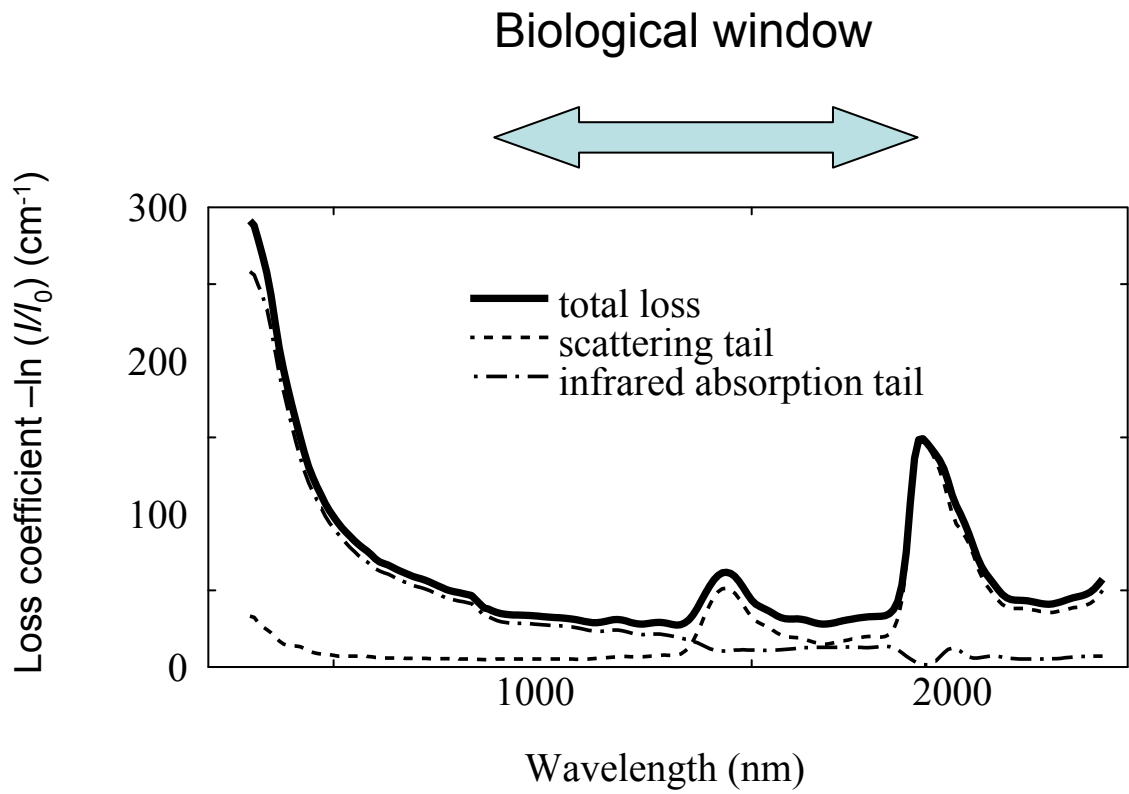 Biological window
Loss coefficient –ln (I/I₀) (cm⁻¹)
300
200
100
0
total loss
scattering tail
infrared absorption tail
1000
2000
Wavelength (nm)